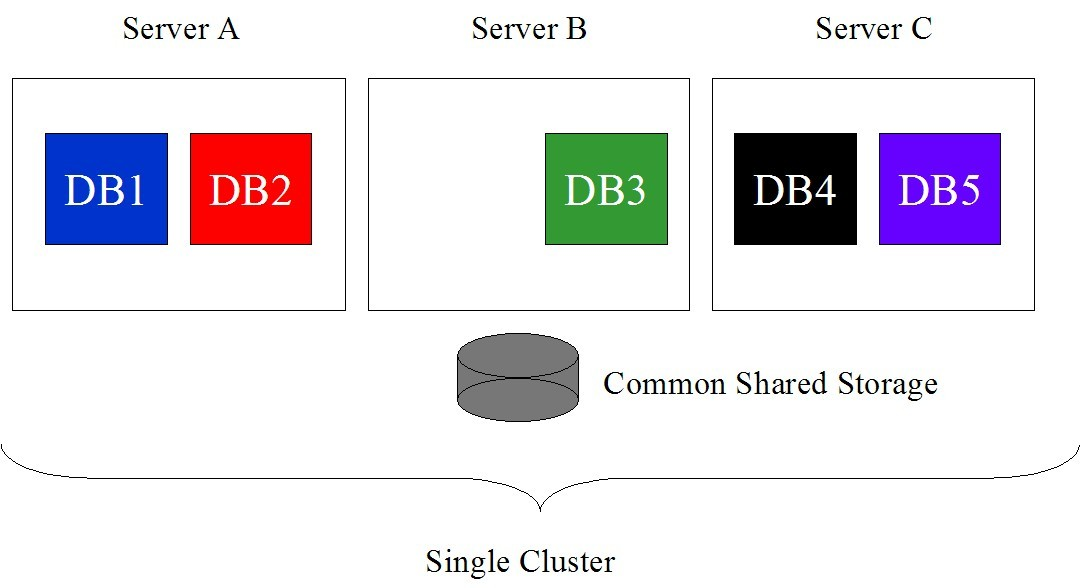 Server A
Server B
Server C
DB1
DB2
DB3
DB4
DB5
Common Shared Storage
Single Cluster